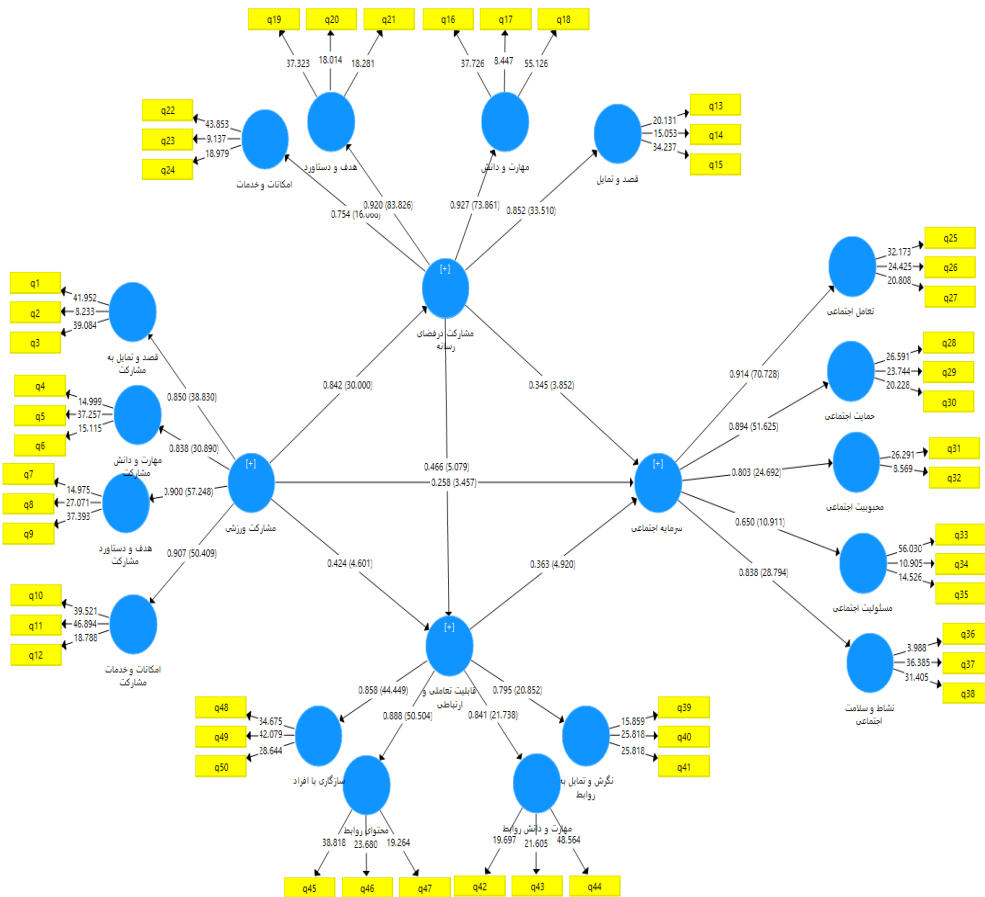 q19 q20 q21 q16 q17 q18
37.323 18.014 18.281 37.726 8.447 55.126
q22 q23 q24
43.853
9.137
18.979
امکانات و خدمات
هدف و دستاورد
مهارت و دانش
q13 q14 q15
20.131
15.053
34.237
قصد و تمایل
0.920 (83.826)
0.927 (73.861)
0.852 (33.510)
[+]
مشارکت درفضای
رسانه
q1 q2 q3
41.952
8.233
39.084
قصد و تمایل به
مشارکت
q4 q5 q6
14.999
37.257
15.115
مهارت و دانش
مشارکت
q7 q8 q9
14.975
27.071
37.393
هدف و دستاورد
مشارکت
q10 q11 q12
39.521
46.894
18.788
امکانات و خدمات
مشارکت
0.850 (38.830)
0.838 (30.890)
0.900 (57.248)
0.907 (50.409)
[+]
مشارکت ورزشی
0.842 (30.000)
0.345 (3.852)
0.466 (5.079)
0.258 (3.457)
0.424 (4.601)
0.363 (4.920)
[+]
سرمایه اجتماعی
0.914 (70.728)
0.894 (51.625)
0.803 (24.692)
0.650 (10.911)
0.838 (28.794)
q25 q26 q27
32.173
24.425
20.808
تعامل اجتماعی
q28 q29 q30
26.591
23.744
20.228
حمایت اجتماعی
q31 q32
26.291
8.569
محبوبیت اجتماعی
q33 q34 q35
56.030
10.905
14.526
مسئولیت اجتماعی
q36 q37 q38
3.988
36.385
31.405
نشاط و سلامت
اجتماعی
[+]
قابلیت تعاملی و
ارتباطی
0.858 (44.449)
0.888 (50.504)
0.841 (21.738)
0.795 (20.852)
q48 q49 q50
34.675
42.079
28.644
سازگاری با افراد
q39 q40 q41
15.859
25.818
25.818
نگرش و تمایل به
روابط
محتوای روابط
38.818 23.680 19.264
q45 q46 q47
مهارت و دانش روابط
19.697 21.605 48.564
q42 q43 q44